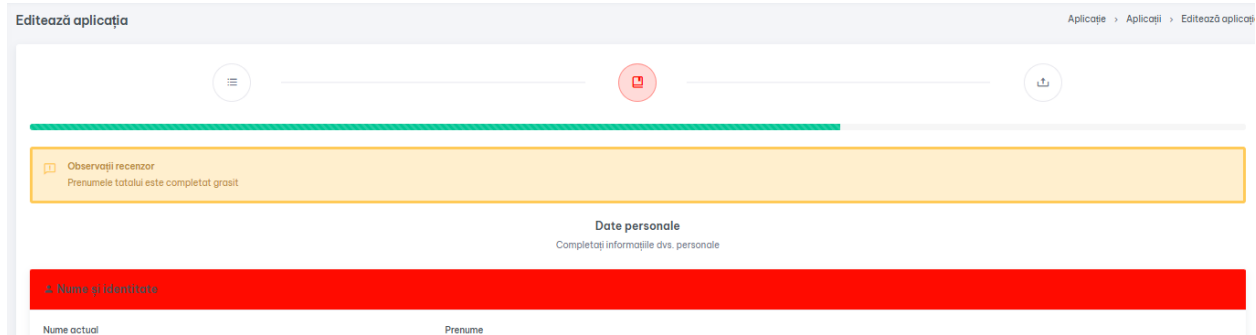 Editează aplicația
Aplicație › Aplicații › Editează aplicați
Observații recenzor
Prenumele tatalui este completat grasit
Date personale
Completați informațiile dvs. personale
Nume și identitate
Nume actual Prenume